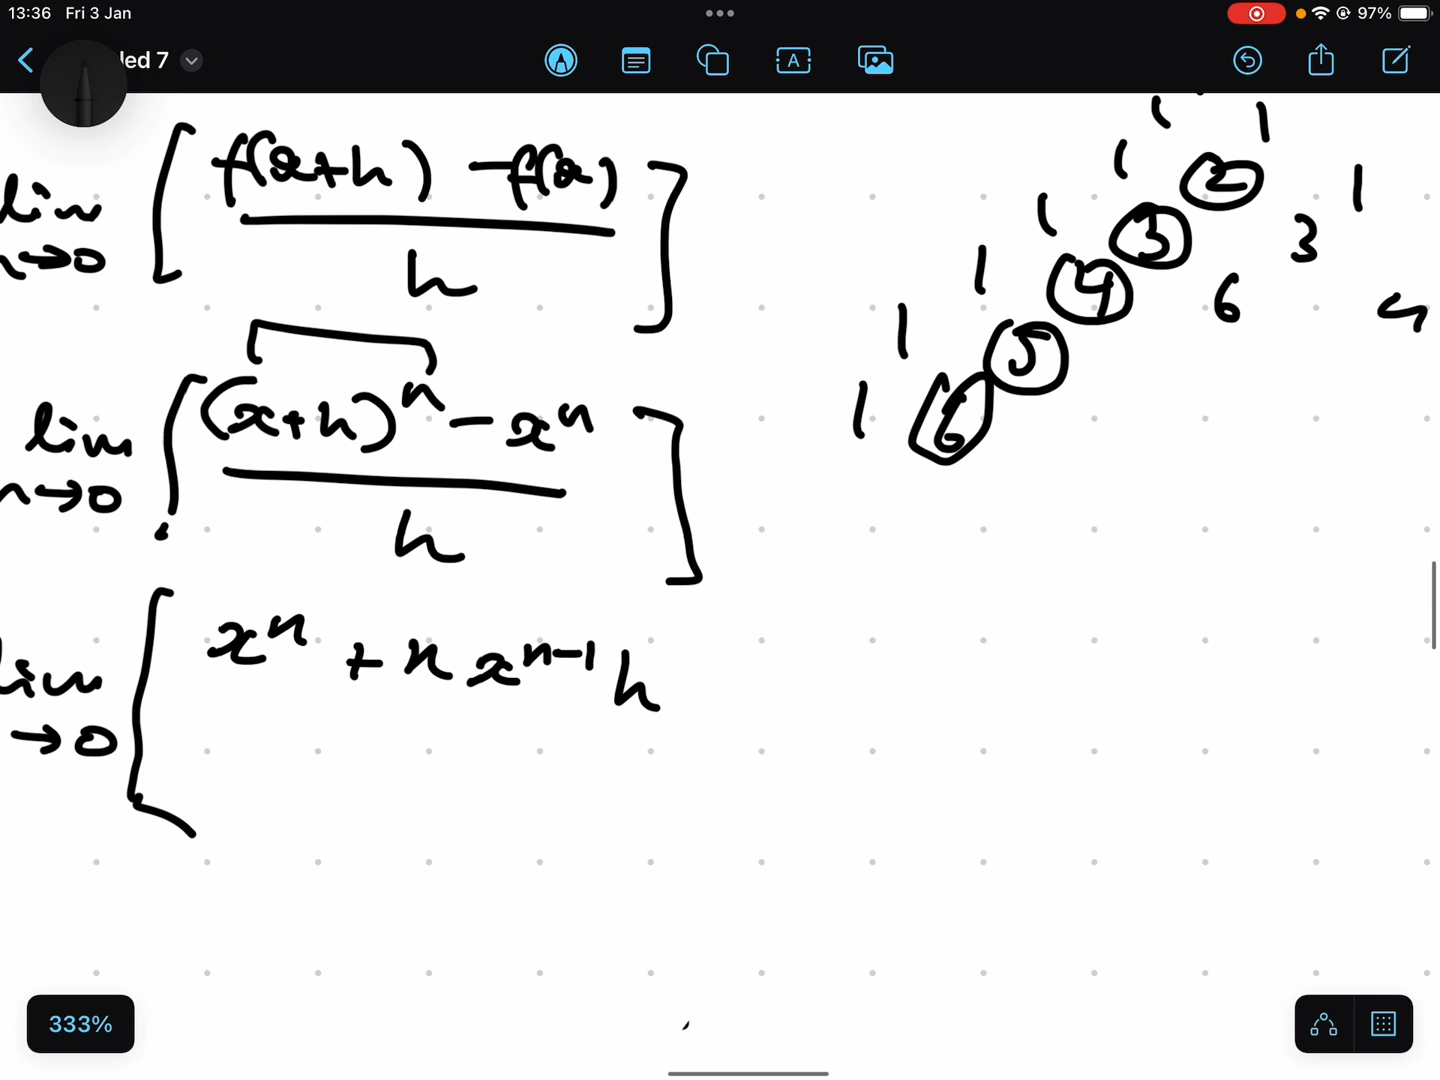 13:36 Fri 3 Jan 97%
led 7
lim h→0 [ (f(x+h) - f(x)) / h ]
lim h→0 [ ((x+h)^n - x^n) / h ]
lim →0 [ x^n + n x^{n-1} h
1 1
1 2 1
1 3 3
1 4 6 4
1 5
1 6
333%